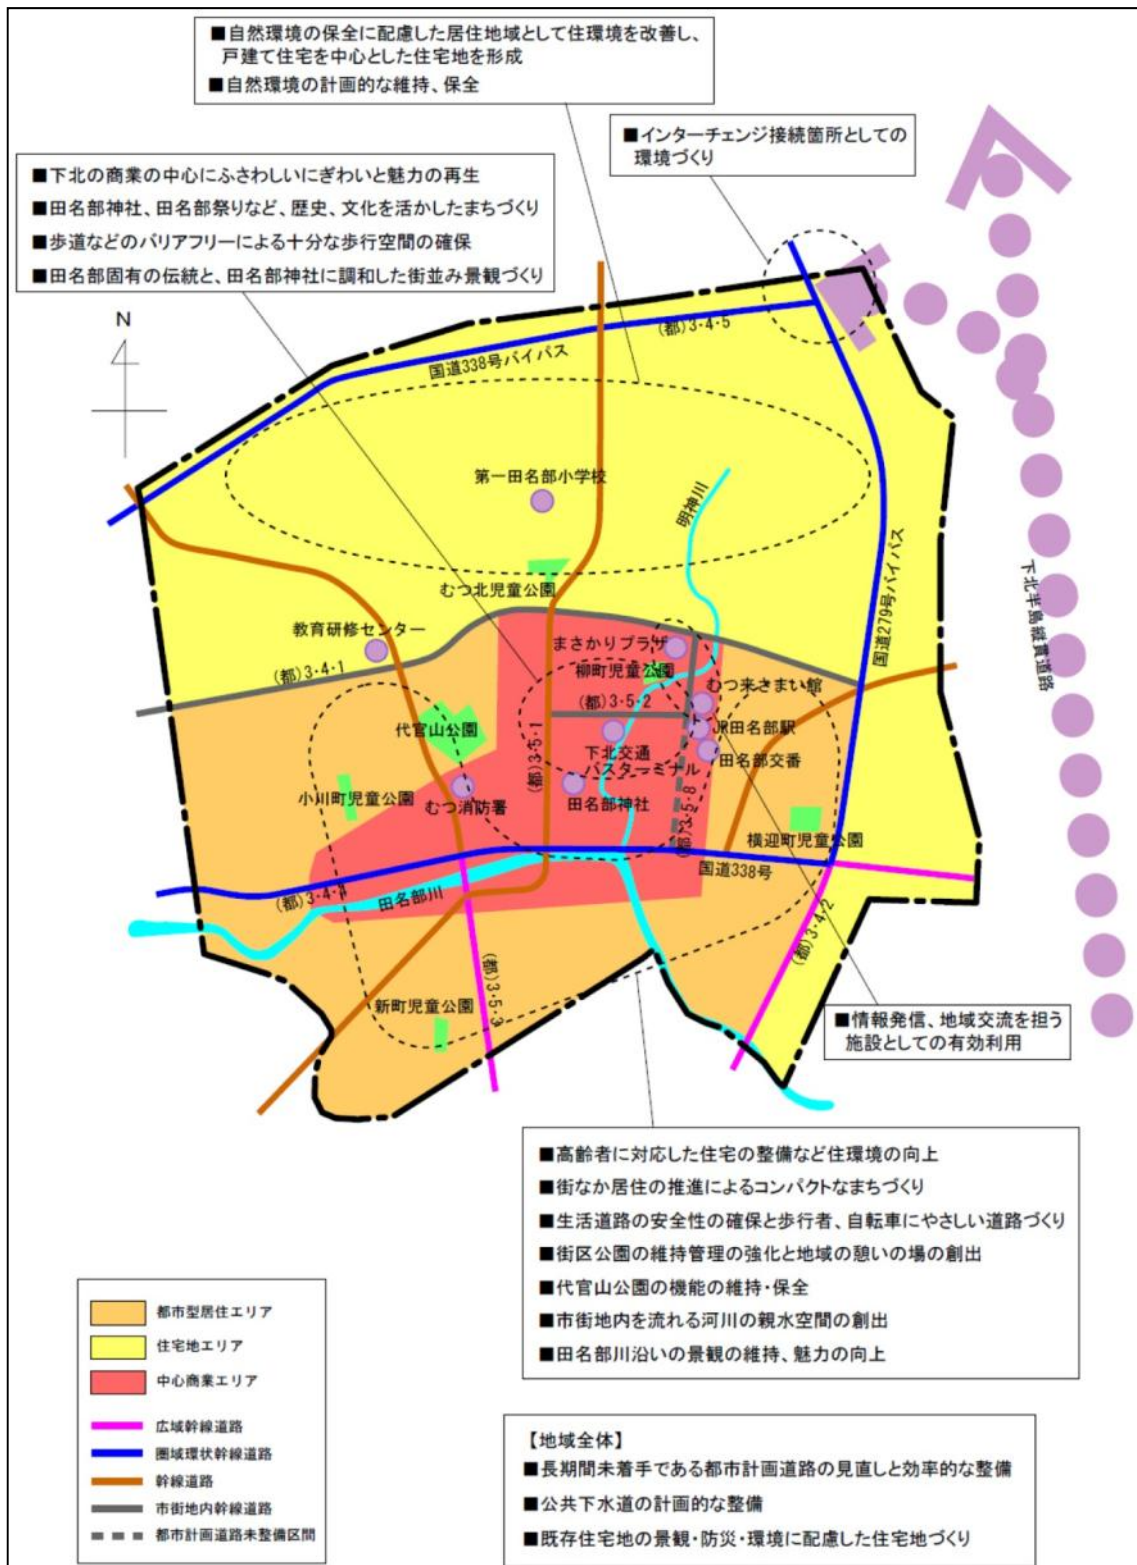 ■自然環境の保全に配慮した居住地域として住環境を改善し、
戸建て住宅を中心とした住宅地を形成
■自然環境の計画的な維持、保全
■インターチェンジ接続箇所としての
環境づくり
■下北の商業の中心にふさわしいにぎわいと魅力の再生
■田名部神社、田名部祭りなど、歴史、文化を活かしたまちづくり
■歩道などのバリアフリーによる十分な歩行空間の確保
■田名部固有の伝統と、田名部神社に調和した街並み景観づくり
N
(都)3・4・5
国道338号バイパス
第一田名部小学校
明神川
むつ北児童公園
国道279号バイパス
下北半島縦貫道路
教育研修センター
まさかりプラザ
(都)3・4・1
柳町児童公園
むつ来さまい館
(都)3・5・2
代官山公園
(都)3・5・1
JR田名部駅
下北交通
バスターミナル
田名部交番
小川町児童公園
むつ消防署
田名部神社
(都)3・5・8
横迎町児童公園
国道338号
(都)3・4・4
田名部川
(都)3・4・2
(都)3・5・3
新町児童公園
■情報発信、地域交流を担う
施設としての有効利用
■高齢者に対応した住宅の整備など住環境の向上
■街なか居住の推進によるコンパクトなまちづくり
■生活道路の安全性の確保と歩行者、自転車にやさしい道路づくり
■街区公園の維持管理の強化と地域の憩いの場の創出
■代官山公園の機能の維持・保全
■市街地内を流れる河川の親水空間の創出
■田名部川沿いの景観の維持、魅力の向上
都市型居住エリア
住宅地エリア
中心商業エリア
広域幹線道路
圏域環状幹線道路
幹線道路
市街地内幹線道路
都市計画道路未整備区間
【地域全体】
■長期間未着手である都市計画道路の見直しと効率的な整備
■公共下水道の計画的な整備
■既存住宅地の景観・防災・環境に配慮した住宅地づくり